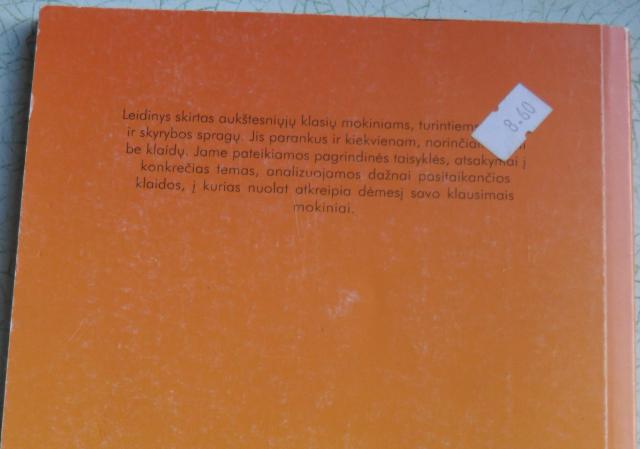 Leidinys skirtas aukštesniųjų klasių mokiniams, turintiems
ir skyrybos spragų. Jis parankus ir kiekvienam,
be klaidų. Jame pateikiamos pagrindinės taisyklės, atsakymai į
konkrečias temas, analizuojamos dažnai pasitaikančios
klaidos, į kurias nuolat atkreipia dėmesį savo klausimais
mokiniai.
8.60